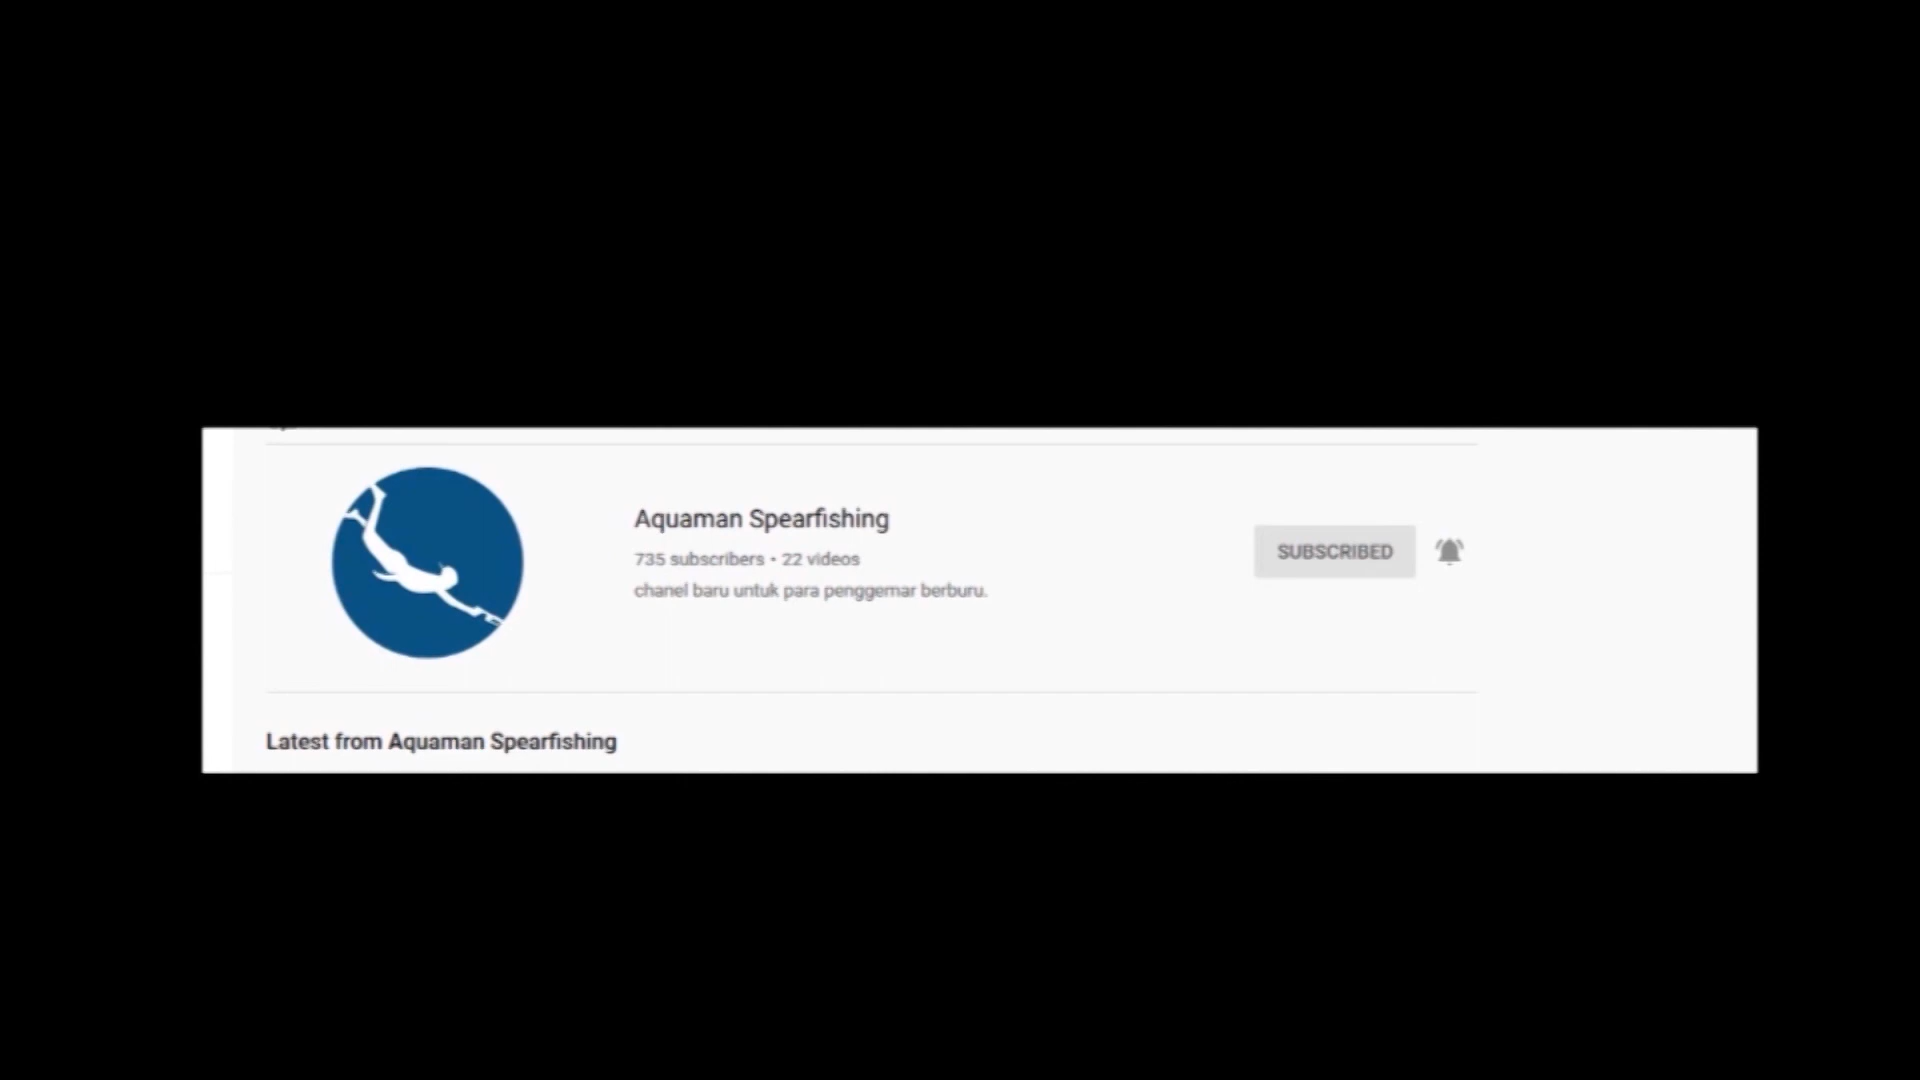 Aquaman Spearfishing
735 subscribers • 22 videos
chanel baru untuk para penggemar berburu.
SUBSCRIBED
Latest from Aquaman Spearfishing